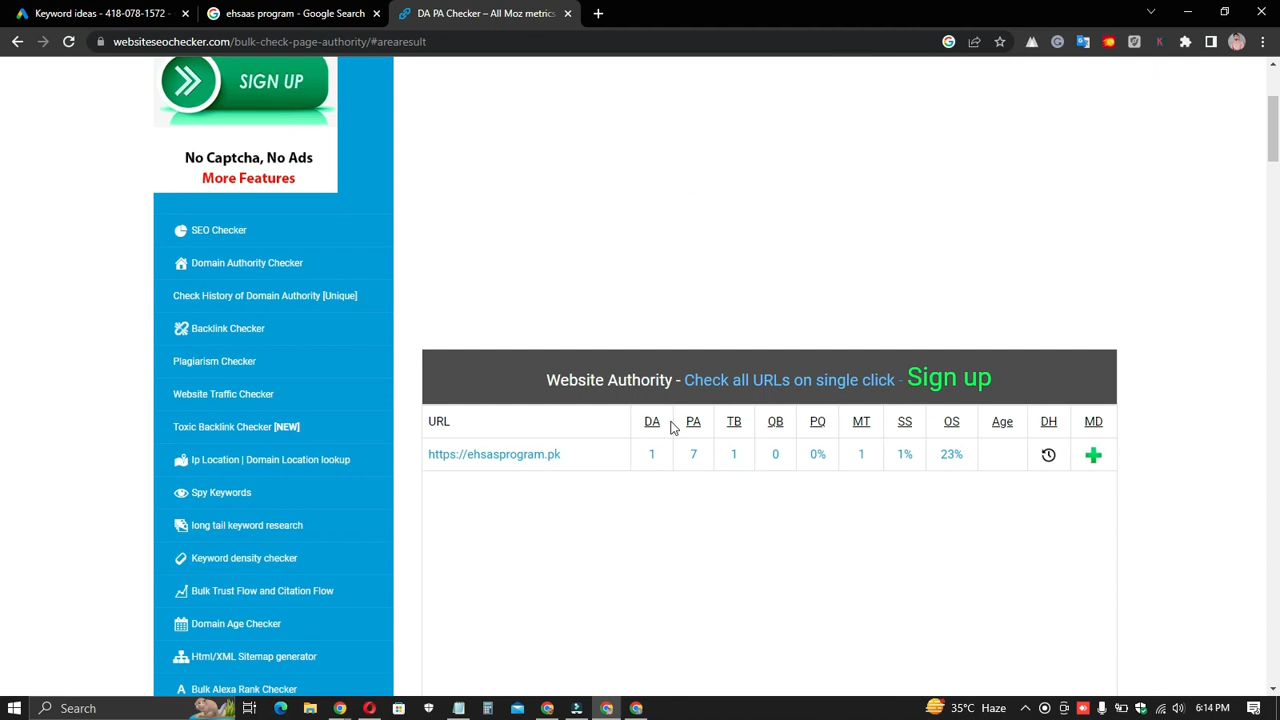 Keyword ideas – 418-078-1572 -
ehsas program - Google Search
DA PA Checker – All Moz metrics
websiteseochecker.com/bulk-check-page-authority/#arearesult
SIGN UP
No Captcha, No Ads
More Features
SEO Checker
Domain Authority Checker
Check History of Domain Authority [Unique]
Backlink Checker
Plagiarism Checker
Website Traffic Checker
Toxic Backlink Checker [NEW]
Ip Location | Domain Location lookup
Spy Keywords
long tail keyword research
Keyword density checker
Bulk Trust Flow and Citation Flow
Domain Age Checker
Html/XML Sitemap generator
Bulk Alexa Rank Checker
Website Authority - Check all URLs on single click - Sign up
URL DA PA TB QB PQ MT SS OS Age DH MD
https://ehsasprogram.pk 1 7 1 0 0% 1 1% 23%
Search
35°C Haze
6:14 PM